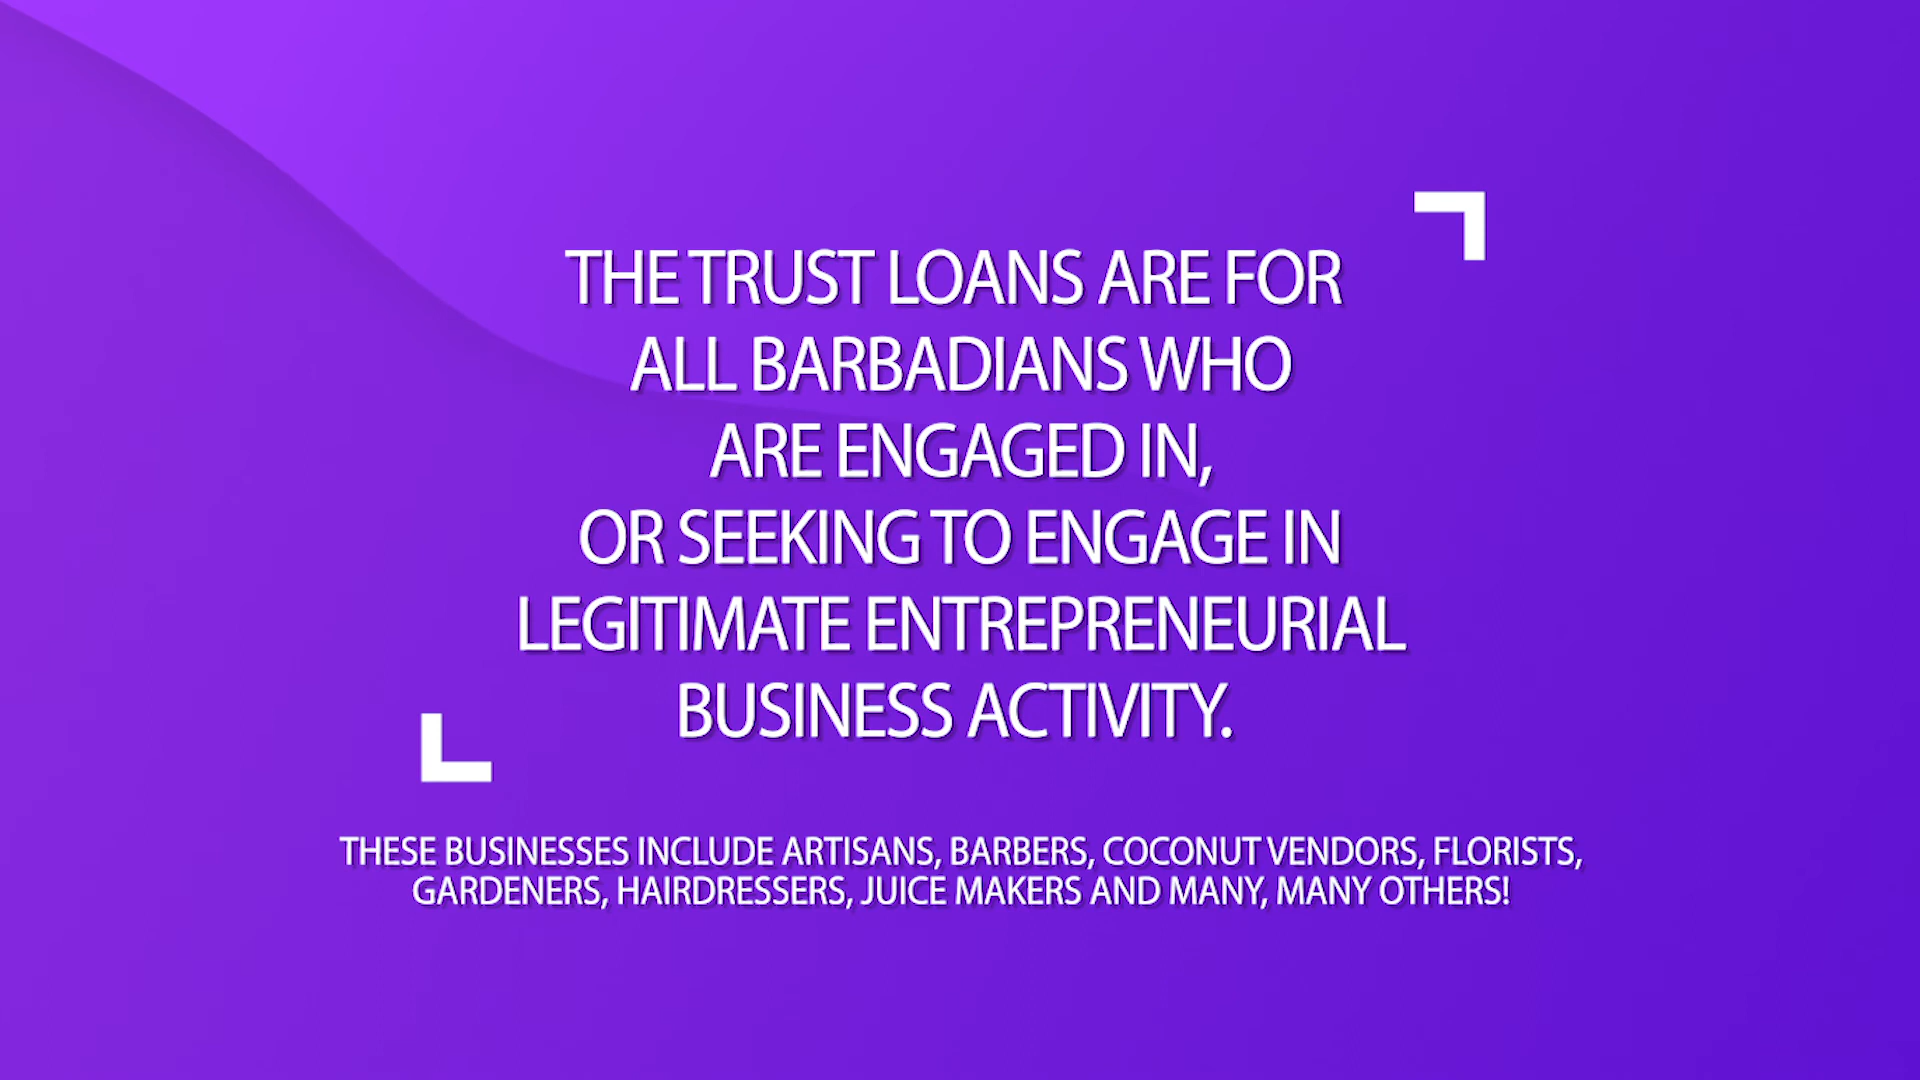 THE TRUST LOANS ARE FOR
ALL BARBADIANS WHO
ARE ENGAGED IN,
OR SEEKING TO ENGAGE IN
LEGITIMATE ENTREPRENEURIAL
BUSINESS ACTIVITY.
THESE BUSINESSES INCLUDE ARTISANS, BARBERS, COCONUT VENDORS, FLORISTS,
GARDENERS, HAIRDRESSERS, JUICE MAKERS AND MANY, MANY OTHERS!